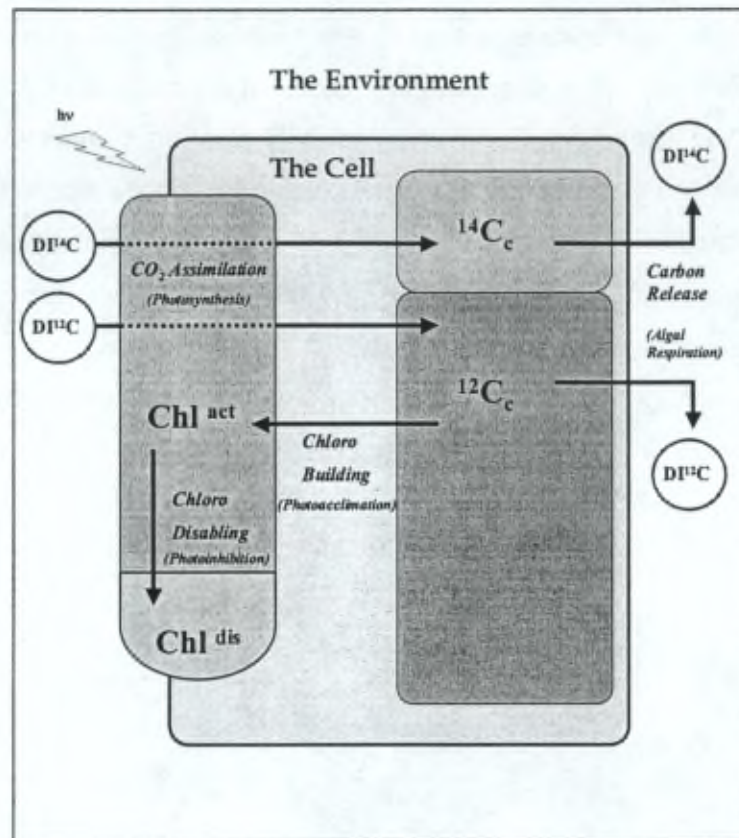 The Environment
hν
The Cell
DI¹⁴C
DI¹⁴C
¹⁴Cc
CO₂ Assimilation
(Photosynthesis)
Carbon
Release
DI¹²C
(Algal
Respiration)
¹²Cc
Chl act
Chloro
Building
(Photoacclimation)
DI¹²C
Chloro
Disabling
(Photoinhibition)
Chl dis